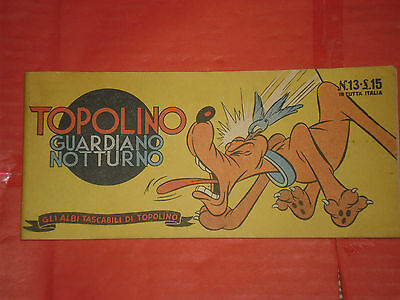 TOPOLINO
GUARDIANO
NOTTURNO
N.13-£.15
IN TUTTA ITALIA
GLI ALBI TASCABILI DI TOPOLINO